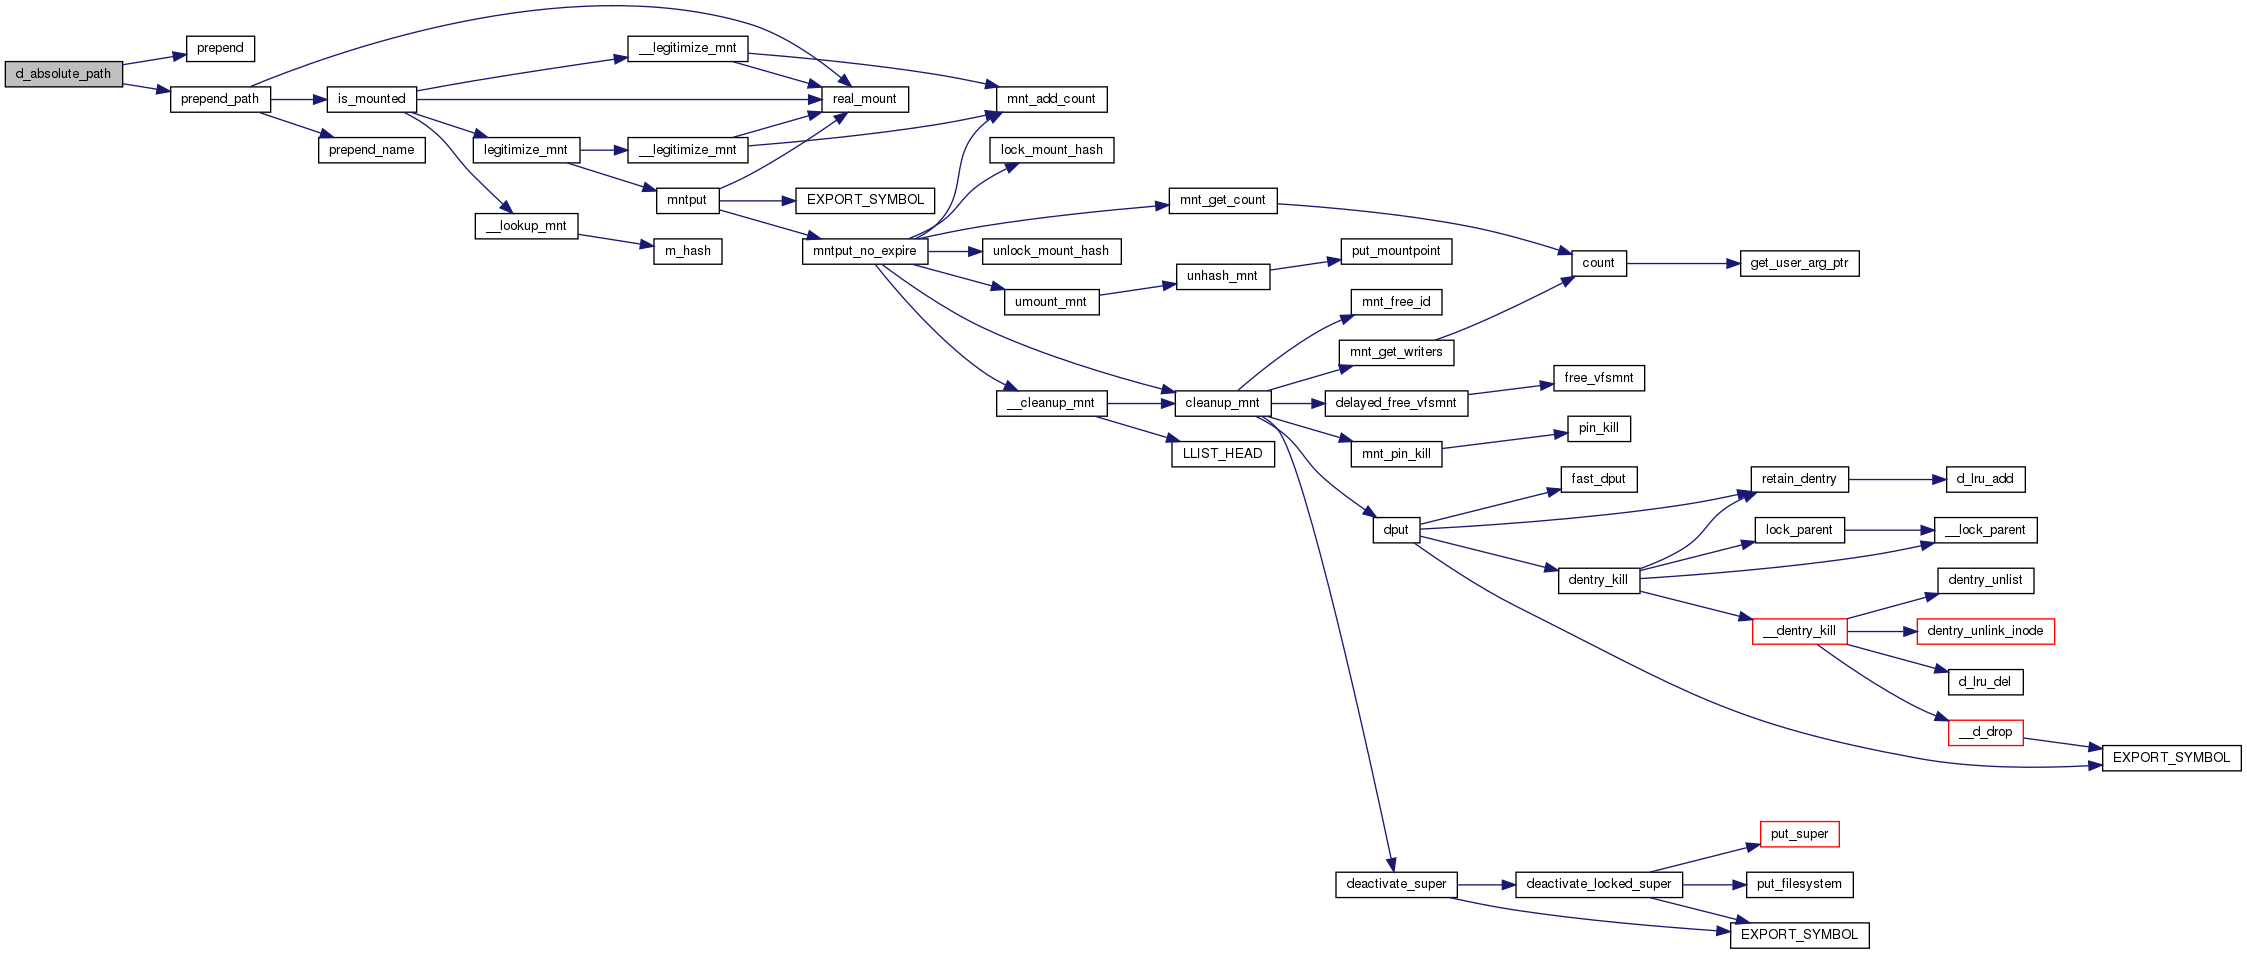 d_absolute_path
prepend
prepend_path
is_mounted
prepend_name
__legitimize_mnt
real_mount
mnt_add_count
legitimize_mnt
__legitimize_mnt
lock_mount_hash
mntput
EXPORT_SYMBOL
mnt_get_count
__lookup_mnt
m_hash
mntput_no_expire
unlock_mount_hash
put_mountpoint
count
get_user_arg_ptr
umount_mnt
unhash_mnt
mnt_free_id
mnt_get_writers
__cleanup_mnt
cleanup_mnt
delayed_free_vfsmnt
free_vfsmnt
LLIST_HEAD
mnt_pin_kill
pin_kill
fast_dput
retain_dentry
d_lru_add
dput
lock_parent
__lock_parent
dentry_kill
dentry_unlist
__dentry_kill
dentry_unlink_inode
d_lru_del
__d_drop
EXPORT_SYMBOL
put_super
deactivate_super
deactivate_locked_super
put_filesystem
EXPORT_SYMBOL